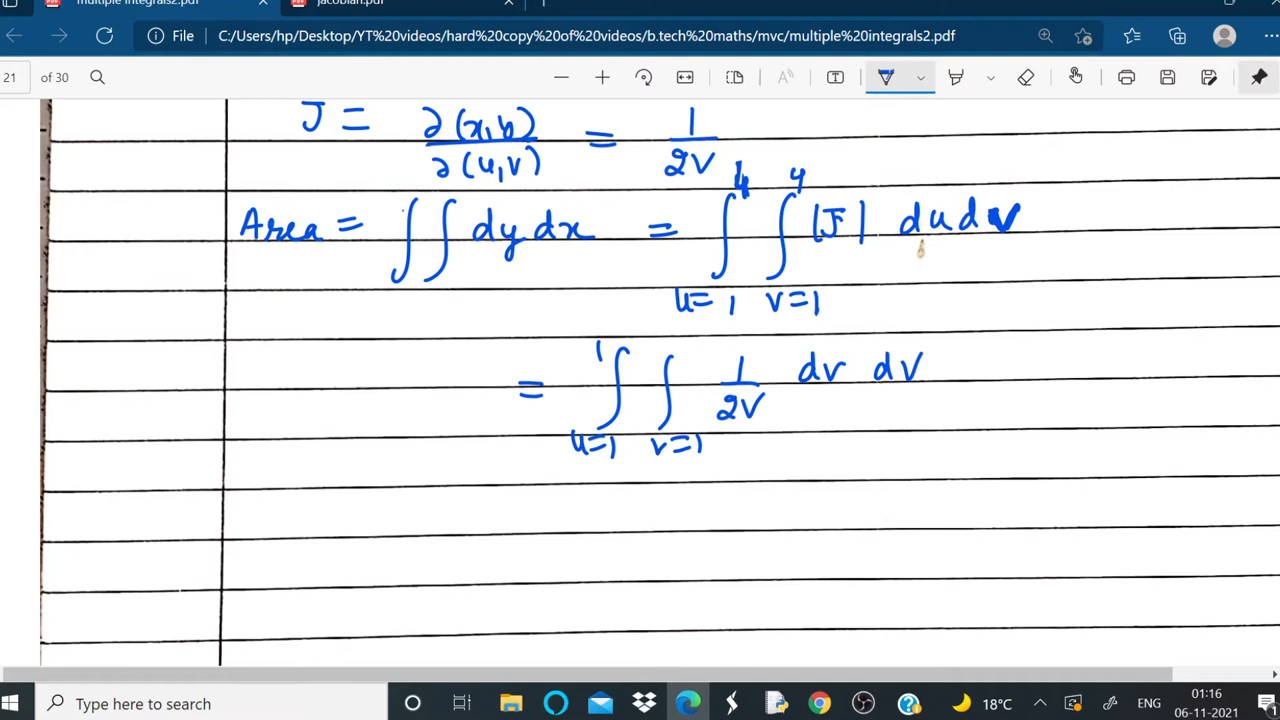 multiple integrals2.pdf
jacobian.pdf
File C:/Users/hp/Desktop/YT%20videos/hard%20copy%20of%20videos/b.tech%20maths/mvc/multiple%20integrals2.pdf
21 of 30
J = ∂(x,y)/∂(u,v) = 1/2v
Area = ∫∫ dy dx = ∫_{u=1}^{4} ∫_{v=1}^{4} |J| du dv
= ∫_{u=1}^{1} ∫_{v=1} 1/2v dv dv
Type here to search
18°C
ENG
01:16
06-11-2021